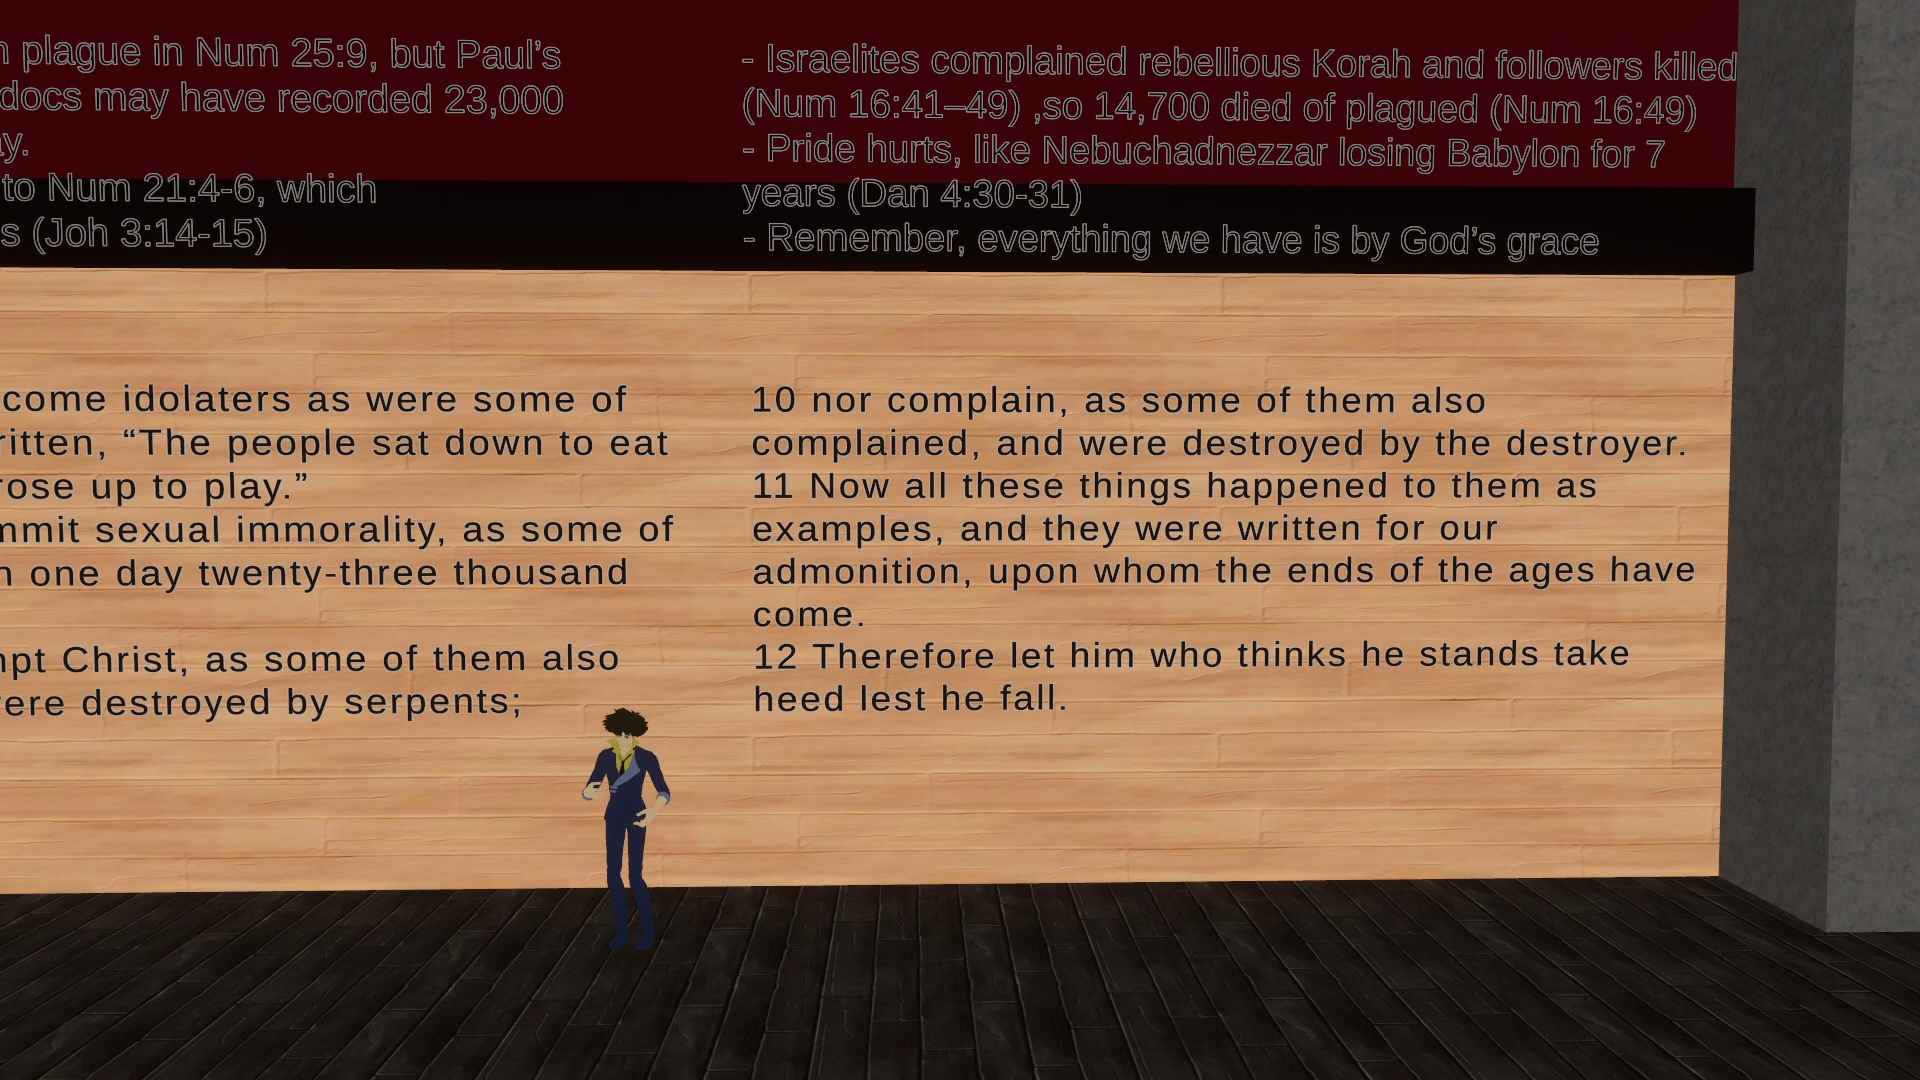 plague in Num 25:9, but Paul’s
docs may have recorded 23,000
to Num 21:4-6, which
(Joh 3:14-15)
- Israelites complained rebellious Korah and followers killed
(Num 16:41–49) ,so 14,700 died of plagued (Num 16:49)
- Pride hurts, like Nebuchadnezzar losing Babylon for 7
years (Dan 4:30-31)
- Remember, everything we have is by God’s grace
come idolaters as were some of
“The people sat down to eat
rose up to play.”
sexual immorality, as some of
one day twenty-three thousand
Christ, as some of them also
were destroyed by serpents;
10 nor complain, as some of them also
complained, and were destroyed by the destroyer.
11 Now all these things happened to them as
examples, and they were written for our
admonition, upon whom the ends of the ages have
come.
12 Therefore let him who thinks he stands take
heed lest he fall.